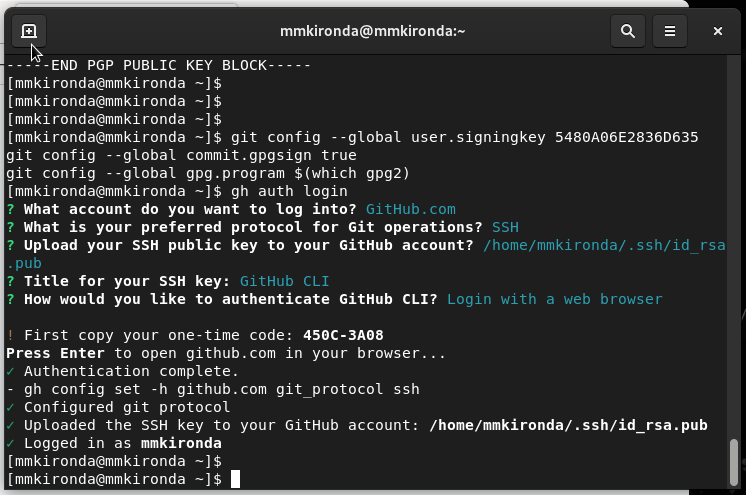 mmkironda@mmkironda:~
-----END PGP PUBLIC KEY BLOCK-----
[mmkironda@mmkironda ~]$
[mmkironda@mmkironda ~]$
[mmkironda@mmkironda ~]$
[mmkironda@mmkironda ~]$ git config --global user.signingkey 5480A06E2836D635
git config --global commit.gpgsign true
git config --global gpg.program $(which gpg2)
[mmkironda@mmkironda ~]$ gh auth login
? What account do you want to log into? GitHub.com
? What is your preferred protocol for Git operations? SSH
? Upload your SSH public key to your GitHub account? /home/mmkironda/.ssh/id_rsa
.pub
? Title for your SSH key: GitHub CLI
? How would you like to authenticate GitHub CLI? Login with a web browser
! First copy your one-time code: 450C-3A08
Press Enter to open github.com in your browser...
✓ Authentication complete.
- gh config set -h github.com git_protocol ssh
✓ Configured git protocol
✓ Uploaded the SSH key to your GitHub account: /home/mmkironda/.ssh/id_rsa.pub
✓ Logged in as mmkironda
[mmkironda@mmkironda ~]$
[mmkironda@mmkironda ~]$